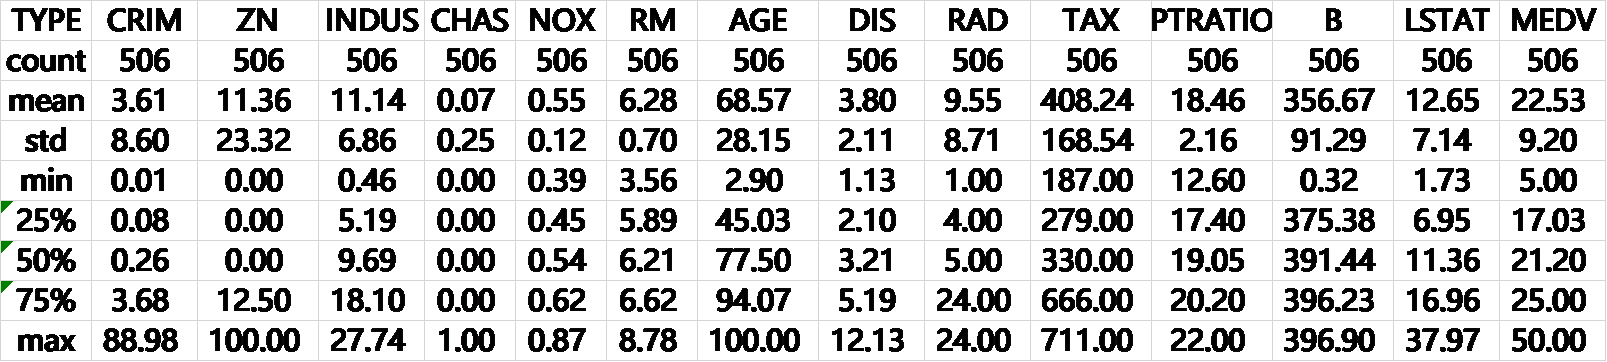 TYPE CRIM ZN INDUS CHAS NOX RM AGE DIS RAD TAX PTRATIO B LSTAT MEDV
count 506 506 506 506 506 506 506 506 506 506 506 506 506 506
mean 3.61 11.36 11.14 0.07 0.55 6.28 68.57 3.80 9.55 408.24 18.46 356.67 12.65 22.53
std 8.60 23.32 6.86 0.25 0.12 0.70 28.15 2.11 8.71 168.54 2.16 91.29 7.14 9.20
min 0.01 0.00 0.46 0.00 0.39 3.56 2.90 1.13 1.00 187.00 12.60 0.32 1.73 5.00
25% 0.08 0.00 5.19 0.00 0.45 5.89 45.03 2.10 4.00 279.00 17.40 375.38 6.95 17.03
50% 0.26 0.00 9.69 0.00 0.54 6.21 77.50 3.21 5.00 330.00 19.05 391.44 11.36 21.20
75% 3.68 12.50 18.10 0.00 0.62 6.62 94.07 5.19 24.00 666.00 20.20 396.23 16.96 25.00
max 88.98 100.00 27.74 1.00 0.87 8.78 100.00 12.13 24.00 711.00 22.00 396.90 37.97 50.00